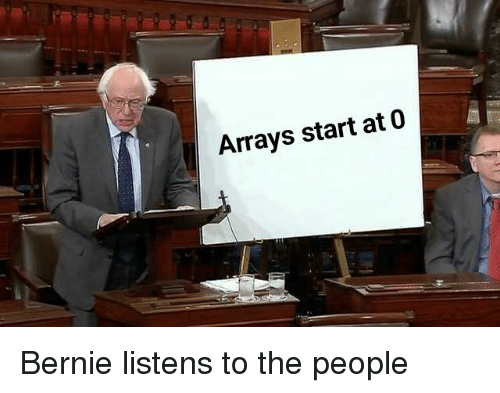 Arrays start at 0
Bernie listens to the people